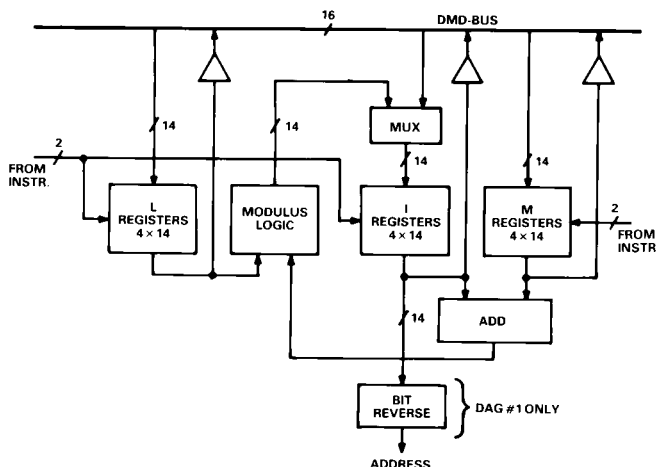 16
DMD-BUS
14
14
MUX
14
14
2
FROM
INSTR.
L
REGISTERS
4 × 14
MODULUS
LOGIC
I
REGISTERS
4 × 14
M
REGISTERS
4 × 14
2
FROM
INSTR
14
ADD
BIT
REVERSE
DAG #1 ONLY
ADDRESS